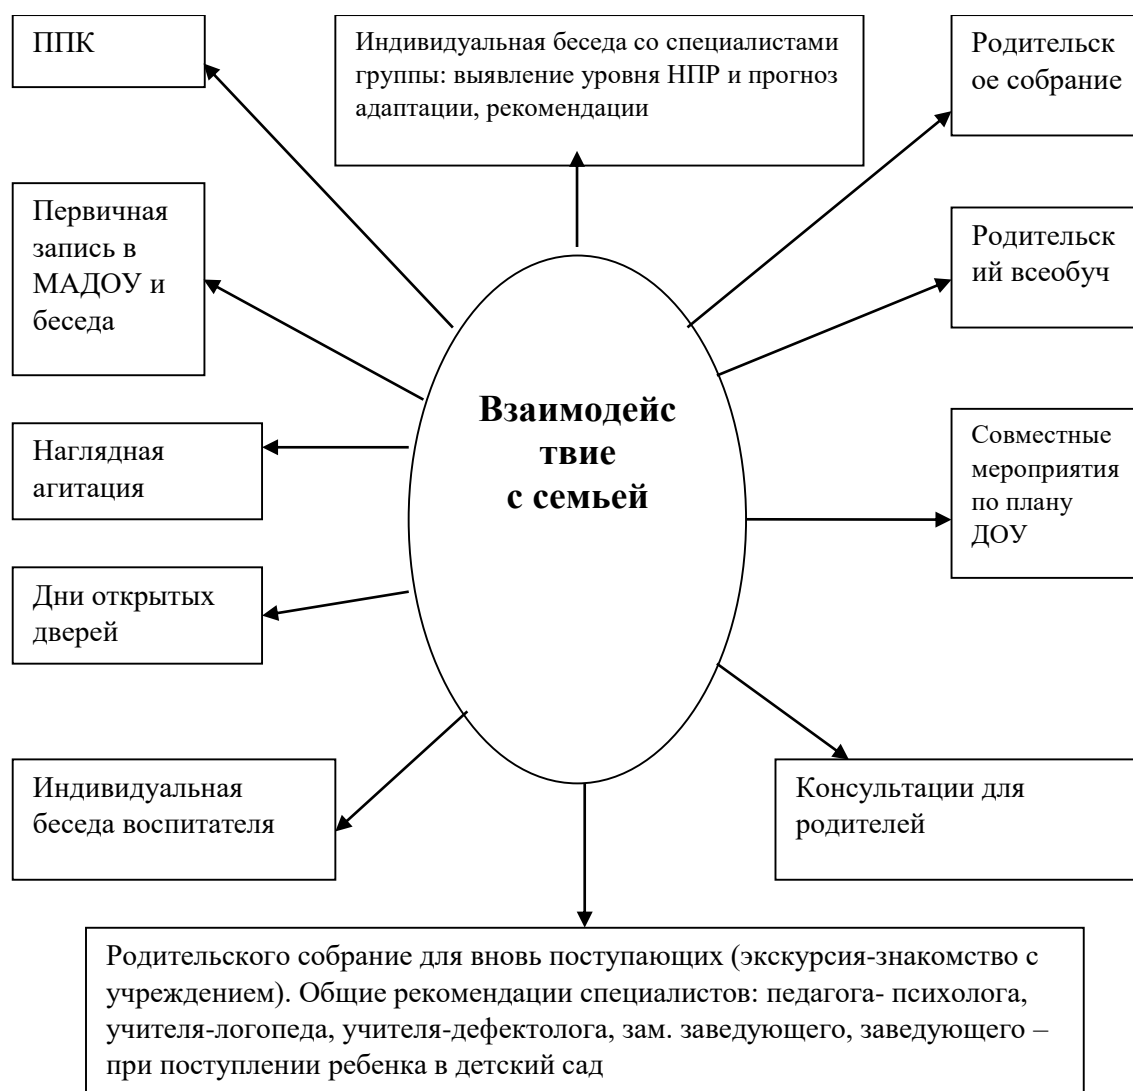 ППК
Индивидуальная беседа со специалистами
группы: выявление уровня НПР и прогноз
адаптации, рекомендации
Родительск
ое собрание
Первичная
запись в
МАДОУ и
беседа
Родительск
ий всеобуч
Взаимодейс
твие
с семьей
Наглядная
агитация
Совместные
мероприятия
по плану
ДОУ
Дни открытых
дверей
Индивидуальная
беседа воспитателя
Консультации для
родителей
Родительского собрание для вновь поступающих (экскурсия-знакомство с
учреждением). Общие рекомендации специалистов: педагога- психолога,
учителя-логопеда, учителя-дефектолога, зам. заведующего, заведующего –
при поступлении ребенка в детский сад